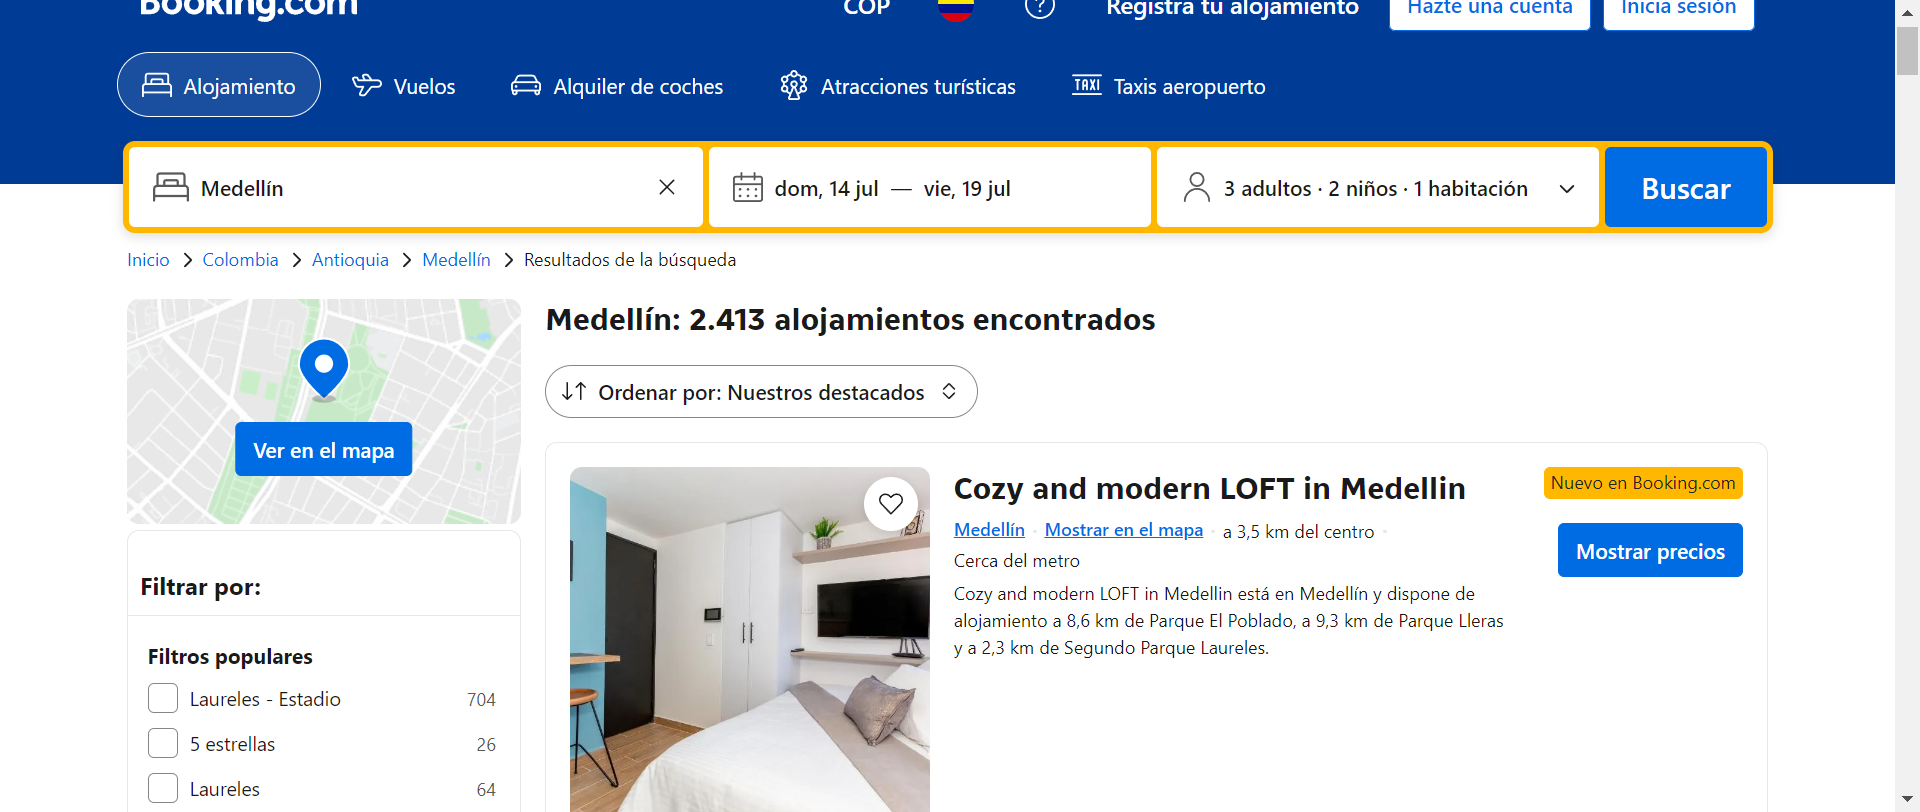 Booking.com
COP
Registra tu alojamiento
Hazte una cuenta
Inicia sesión
Alojamiento
Vuelos
Alquiler de coches
Atracciones turísticas
TAXI
Taxis aeropuerto
Medellín
dom, 14 jul — vie, 19 jul
3 adultos · 2 niños · 1 habitación
Buscar
Inicio > Colombia > Antioquia > Medellín > Resultados de la búsqueda
Ver en el mapa
Filtrar por:
Filtros populares
Laureles - Estadio 704
5 estrellas 26
Laureles 64
Medellín: 2.413 alojamientos encontrados
Ordenar por: Nuestros destacados
Cozy and modern LOFT in Medellin
Nuevo en Booking.com
Medellín · Mostrar en el mapa · a 3,5 km del centro ·
Cerca del metro
Mostrar precios
Cozy and modern LOFT in Medellin está en Medellín y dispone de
alojamiento a 8,6 km de Parque El Poblado, a 9,3 km de Parque Lleras
y a 2,3 km de Segundo Parque Laureles.